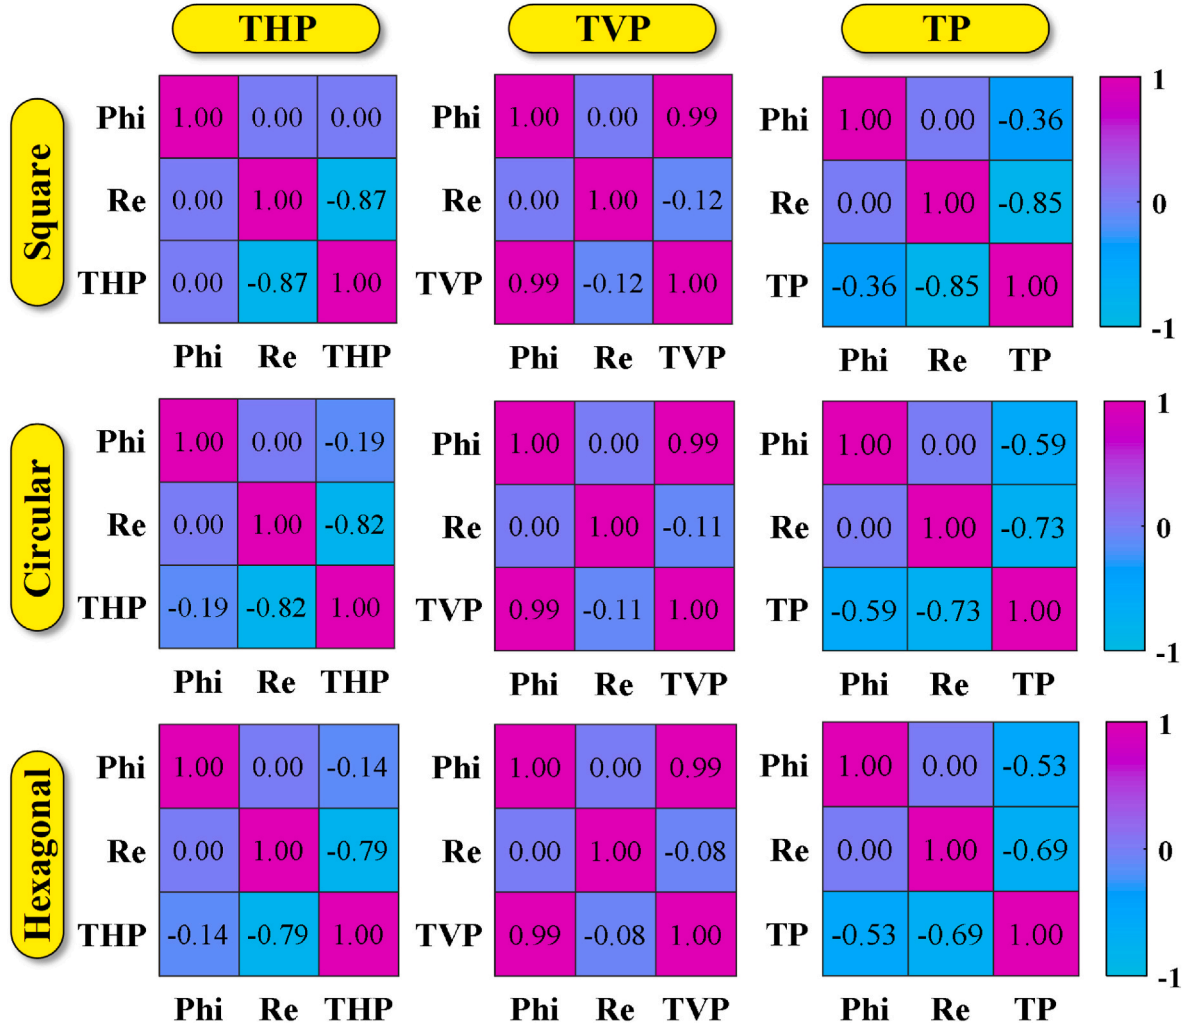 THP TVP TP
Square
Phi 1.00 0.00 0.00 Phi 1.00 0.00 0.99 Phi 1.00 0.00 -0.36 1
Re 0.00 1.00 -0.87 Re 0.00 1.00 -0.12 Re 0.00 1.00 -0.85 0
THP 0.00 -0.87 1.00 TVP 0.99 -0.12 1.00 TP -0.36 -0.85 1.00 -1
Phi Re THP Phi Re TVP Phi Re TP
Circular
Phi 1.00 0.00 -0.19 Phi 1.00 0.00 0.99 Phi 1.00 0.00 -0.59 1
Re 0.00 1.00 -0.82 Re 0.00 1.00 -0.11 Re 0.00 1.00 -0.73 0
THP -0.19 -0.82 1.00 TVP 0.99 -0.11 1.00 TP -0.59 -0.73 1.00 -1
Phi Re THP Phi Re TVP Phi Re TP
Hexagonal
Phi 1.00 0.00 -0.14 Phi 1.00 0.00 0.99 Phi 1.00 0.00 -0.53 1
Re 0.00 1.00 -0.79 Re 0.00 1.00 -0.08 Re 0.00 1.00 -0.69 0
THP -0.14 -0.79 1.00 TVP 0.99 -0.08 1.00 TP -0.53 -0.69 1.00 -1
Phi Re THP Phi Re TVP Phi Re TP